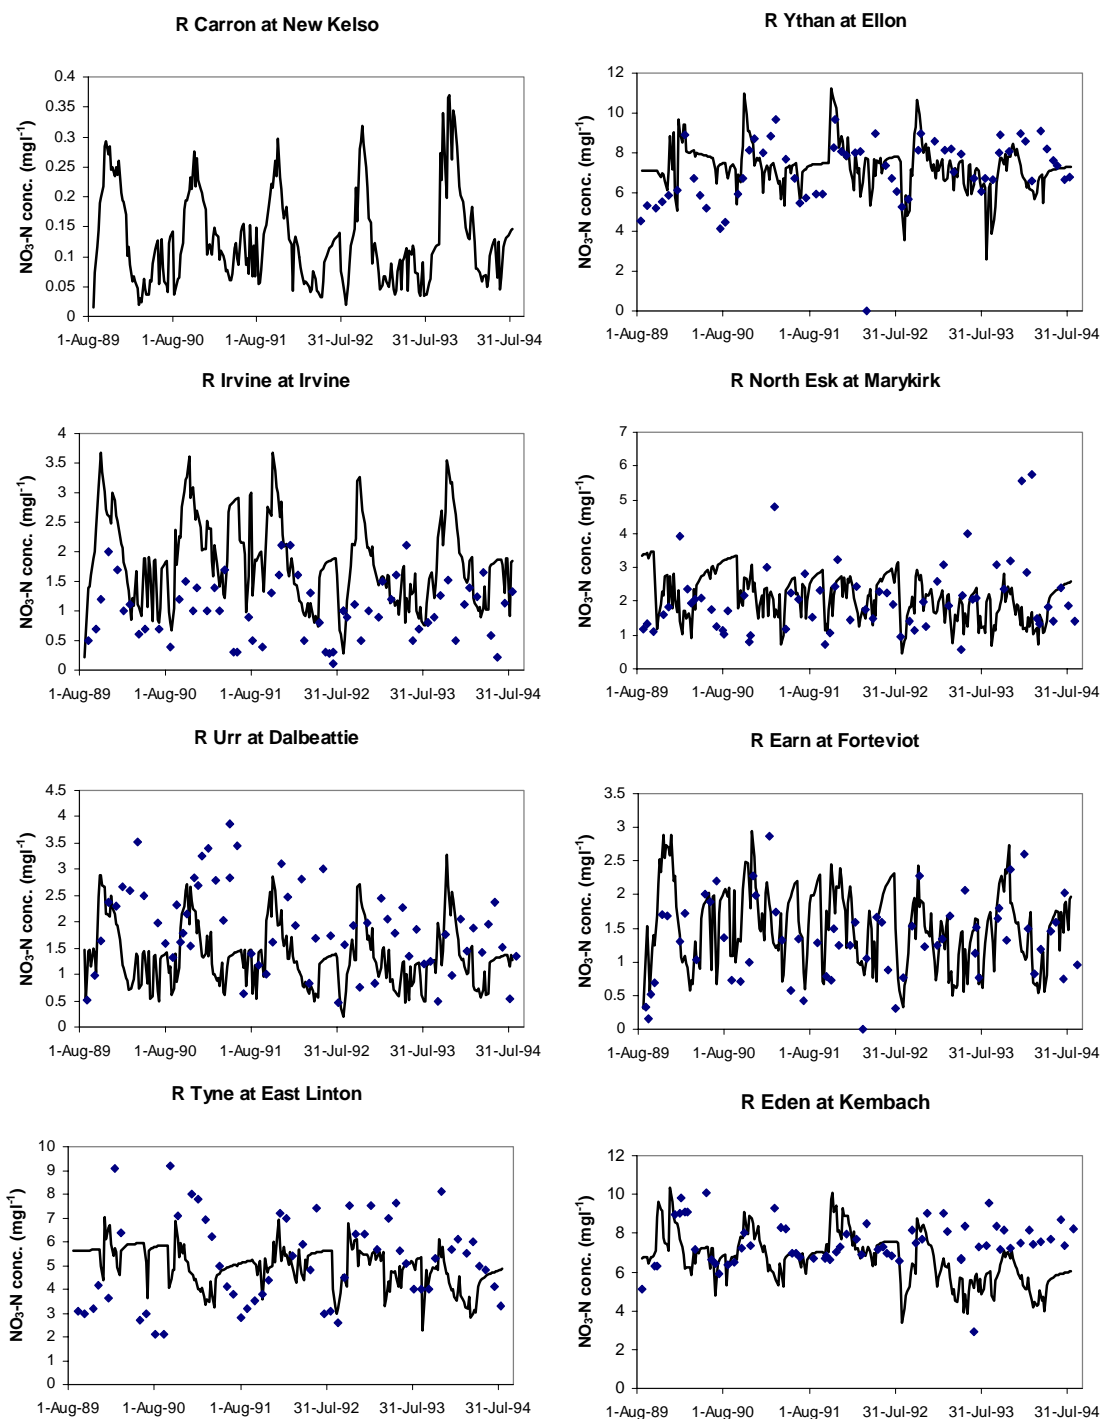 R Carron at New Kelso
NO3-N conc. (mgl-1)
0.4
0.35
0.3
0.25
0.2
0.15
0.1
0.05
0
1-Aug-89 1-Aug-90 1-Aug-91 31-Jul-92 31-Jul-93 31-Jul-94
R Ythan at Ellon
NO3-N conc. (mgl-1)
12
10
8
6
4
2
0
1-Aug-89 1-Aug-90 1-Aug-91 31-Jul-92 31-Jul-93 31-Jul-94
R Irvine at Irvine
NO3-N conc. (mgl-1)
4
3.5
3
2.5
2
1.5
1
0.5
0
1-Aug-89 1-Aug-90 1-Aug-91 31-Jul-92 31-Jul-93 31-Jul-94
R North Esk at Marykirk
NO3-N conc. (mgl-1)
7
6
5
4
3
2
1
0
1-Aug-89 1-Aug-90 1-Aug-91 31-Jul-92 31-Jul-93 31-Jul-94
R Urr at Dalbeattie
NO3-N conc. (mgl-1)
4.5
4
3.5
3
2.5
2
1.5
1
0.5
0
1-Aug-89 1-Aug-90 1-Aug-91 31-Jul-92 31-Jul-93 31-Jul-94
R Earn at Forteviot
NO3-N conc. (mgl-1)
3.5
3
2.5
2
1.5
1
0.5
0
1-Aug-89 1-Aug-90 1-Aug-91 31-Jul-92 31-Jul-93 31-Jul-94
R Tyne at East Linton
NO3-N conc. (mgl-1)
10
9
8
7
6
5
4
3
2
1
0
1-Aug-89 1-Aug-90 1-Aug-91 31-Jul-92 31-Jul-93 31-Jul-94
R Eden at Kembach
NO3-N conc. (mgl-1)
12
10
8
6
4
2
0
1-Aug-89 1-Aug-90 1-Aug-91 31-Jul-92 31-Jul-93 31-Jul-94